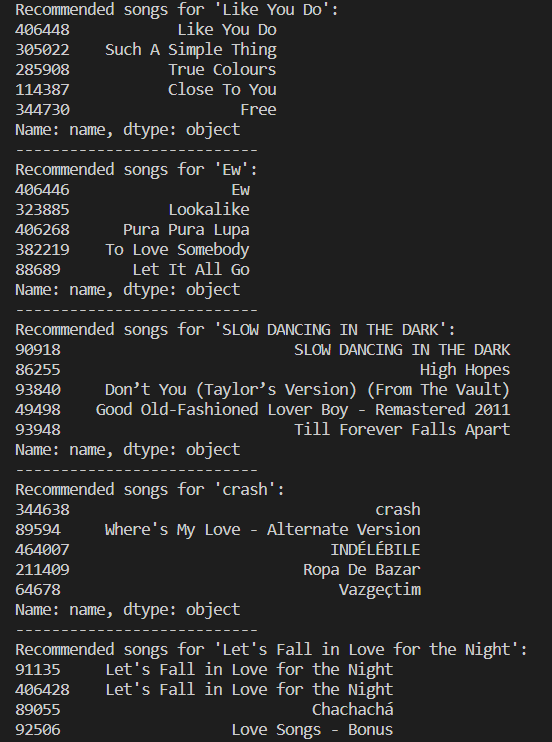 Recommended songs for 'Like You Do':
406448 Like You Do
305022 Such A Simple Thing
285908 True Colours
114387 Close To You
344730 Free
Name: name, dtype: object
---------------------------
Recommended songs for 'Ew':
406446 Ew
323885 Lookalike
406268 Pura Pura Lupa
382219 To Love Somebody
88689 Let It All Go
Name: name, dtype: object
---------------------------
Recommended songs for 'SLOW DANCING IN THE DARK':
90918 SLOW DANCING IN THE DARK
86255 High Hopes
93840 Don’t You (Taylor’s Version) (From The Vault)
49498 Good Old-Fashioned Lover Boy - Remastered 2011
93948 Till Forever Falls Apart
Name: name, dtype: object
---------------------------
Recommended songs for 'crash':
344638 crash
89594 Where's My Love - Alternate Version
464007 INDÉLÉBILE
211409 Ropa De Bazar
64678 Vazgeçtim
Name: name, dtype: object
---------------------------
Recommended songs for 'Let's Fall in Love for the Night':
91135 Let's Fall in Love for the Night
406428 Let's Fall in Love for the Night
89055 Chachachá
92506 Love Songs - Bonus